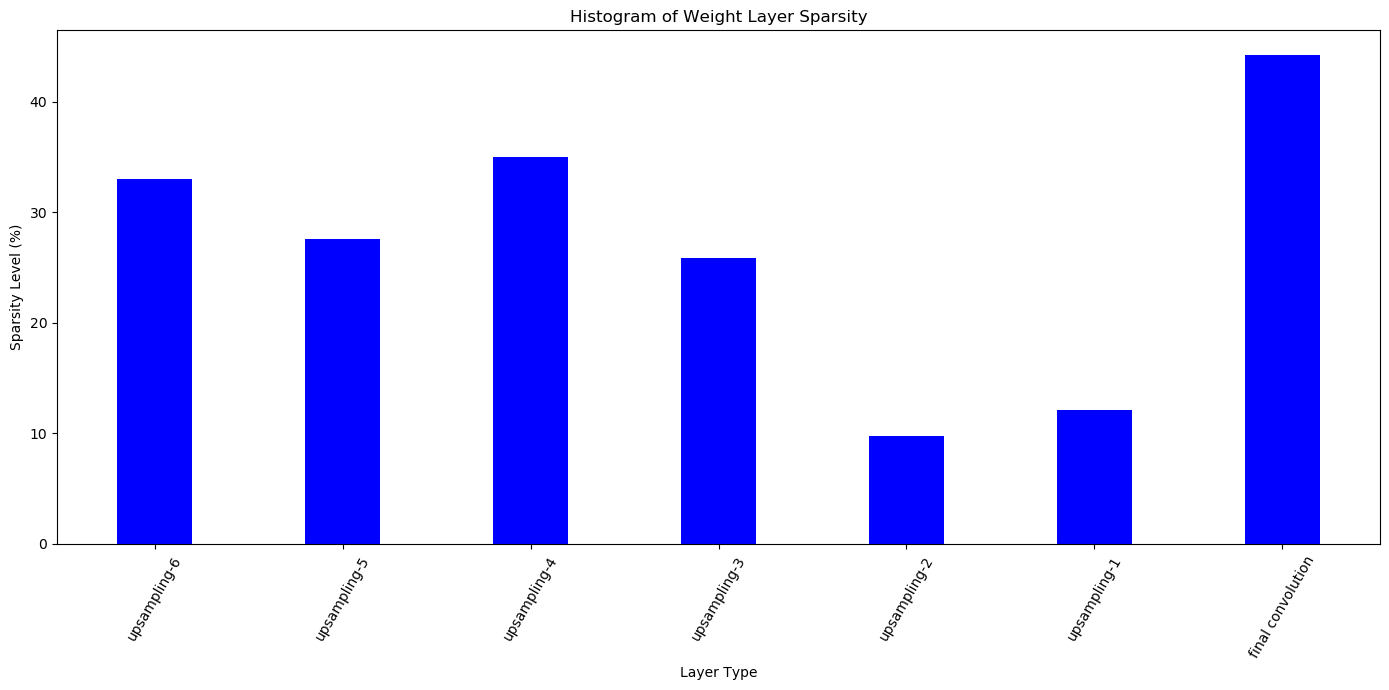 Histogram of Weight Layer Sparsity
Sparsity Level (%)
40
30
20
10
0
upsampling-6
upsampling-5
upsampling-4
upsampling-3
upsampling-2
upsampling-1
final convolution
Layer Type